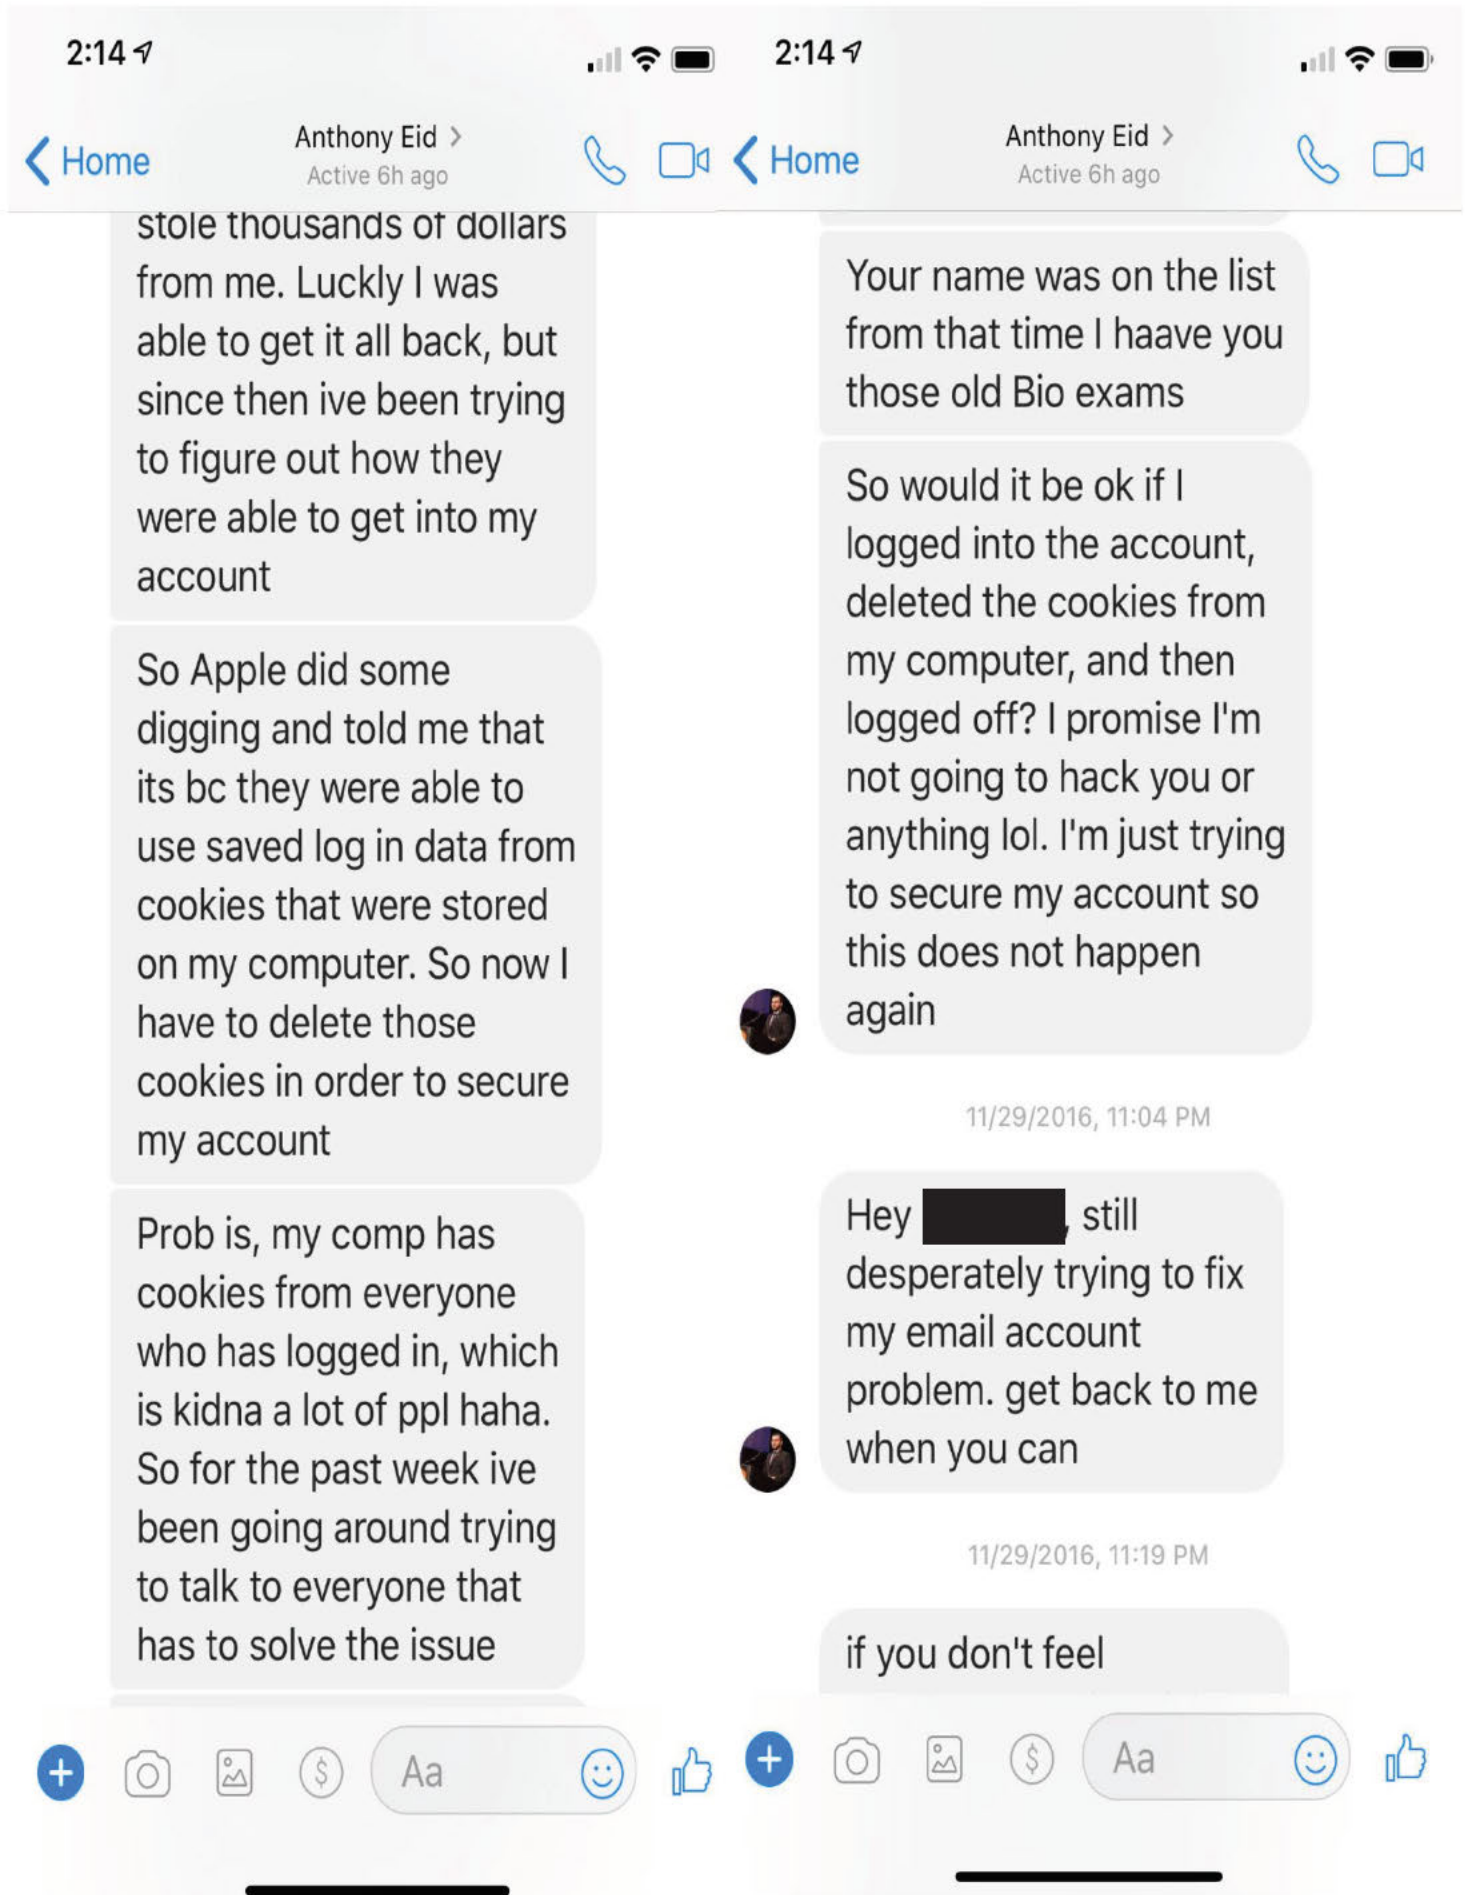 2:14
Home
Anthony Eid
Active 6h ago
stole thousands of dollars
from me. Luckly I was
able to get it all back, but
since then ive been trying
to figure out how they
were able to get into my
account
So Apple did some
digging and told me that
its bc they were able to
use saved log in data from
cookies that were stored
on my computer. So now I
have to delete those
cookies in order to secure
my account
Prob is, my comp has
cookies from everyone
who has logged in, which
is kidna a lot of ppl haha.
So for the past week ive
been going around trying
to talk to everyone that
has to solve the issue
Aa
2:14
Home
Anthony Eid
Active 6h ago
Your name was on the list
from that time I haave you
those old Bio exams
So would it be ok if I
logged into the account,
deleted the cookies from
my computer, and then
logged off? I promise I'm
not going to hack you or
anything lol. I'm just trying
to secure my account so
this does not happen
again
11/29/2016, 11:04 PM
Hey , still
desperately trying to fix
my email account
problem. get back to me
when you can
11/29/2016, 11:19 PM
if you don't feel
Aa